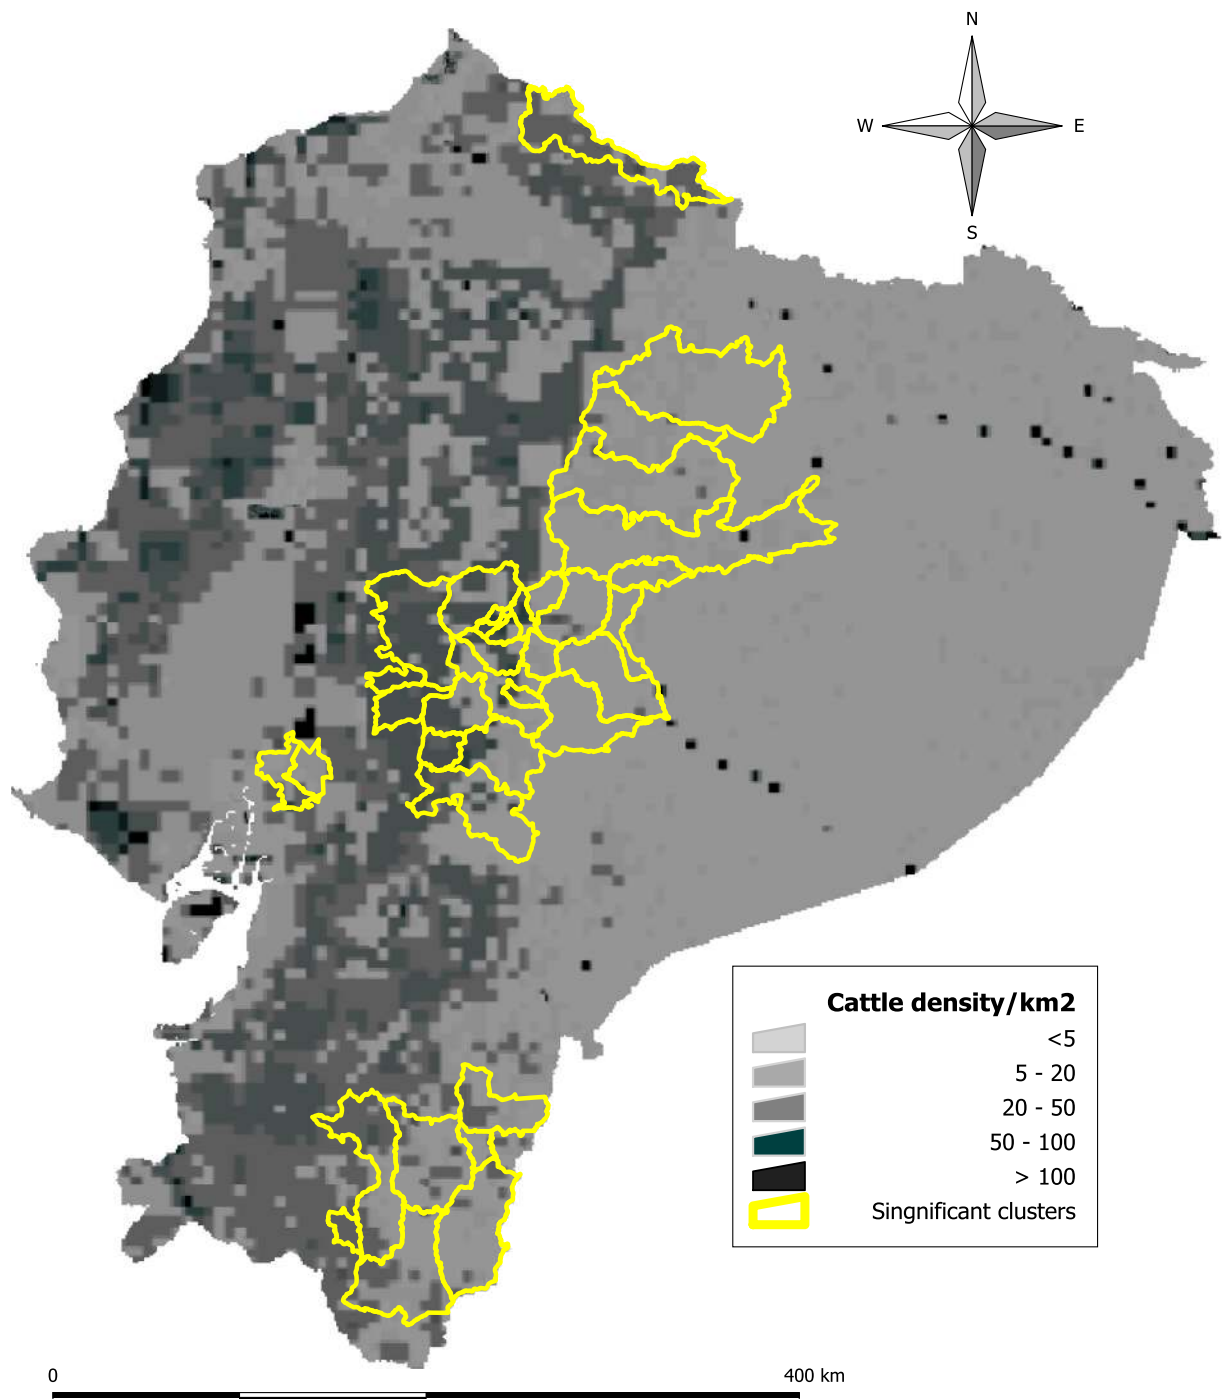 N
W E
S
Cattle density/km2
<5
5 - 20
20 - 50
50 - 100
> 100
Singnificant clusters
0 400 km